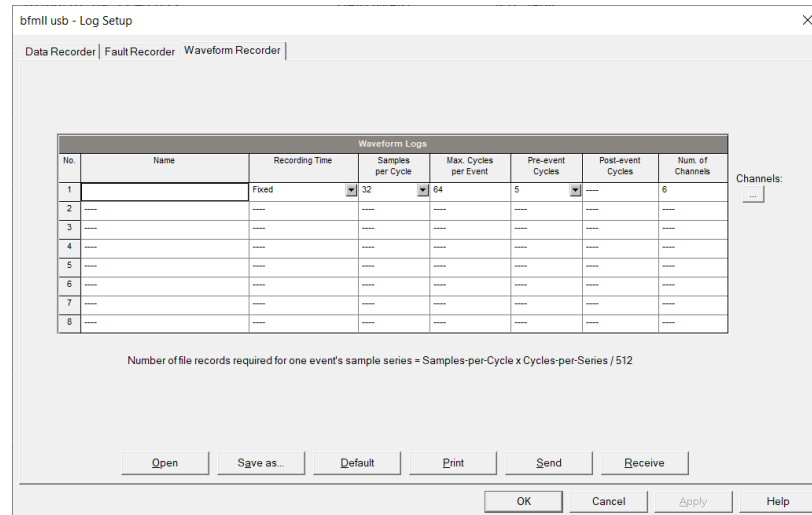 bfmII usb - Log Setup
Data Recorder Fault Recorder Waveform Recorder
Waveform Logs
No. Name Recording Time Samples per Cycle Max. Cycles per Event Pre-event Cycles Post-event Cycles Num. of Channels
Channels:
1 Fixed 32 64 5 ---- 6
...
2 ---- ---- ---- ---- ---- ---- ----
3 ---- ---- ---- ---- ---- ---- ----
4 ---- ---- ---- ---- ---- ---- ----
5 ---- ---- ---- ---- ---- ---- ----
6 ---- ---- ---- ---- ---- ---- ----
7 ---- ---- ---- ---- ---- ---- ----
8 ---- ---- ---- ---- ---- ---- ----
Number of file records required for one event's sample series = Samples-per-Cycle x Cycles-per-Series / 512
Open Save as... Default Print Send Receive
OK Cancel Apply Help